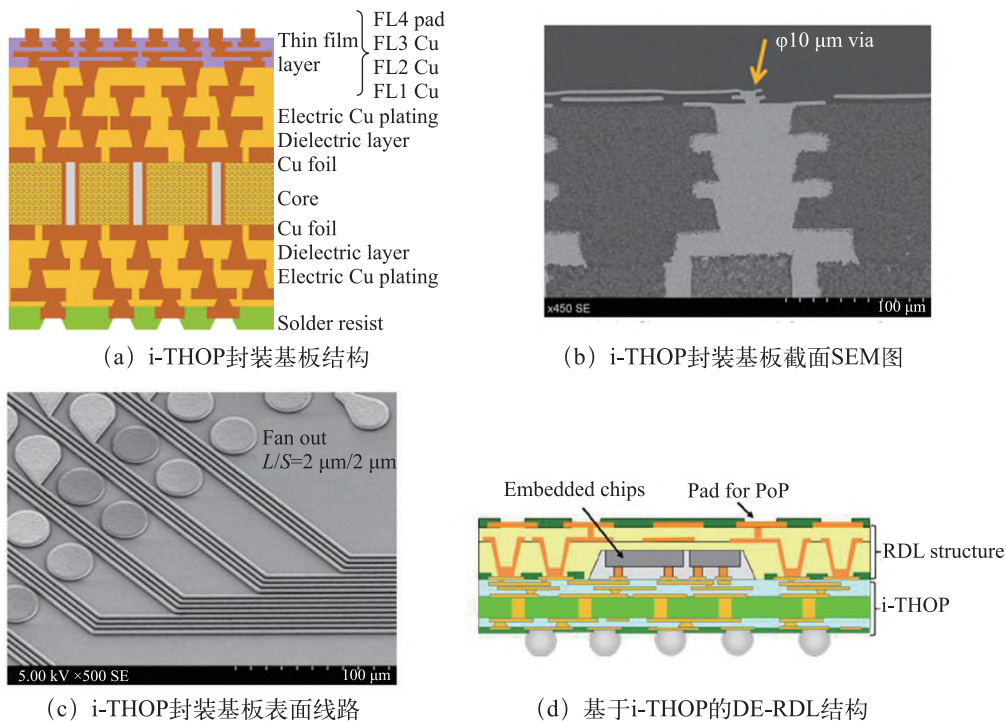 Thin film
layer
FL4 pad
FL3 Cu
FL2 Cu
FL1 Cu
Electric Cu plating
Dielectric layer
Cu foil
Core
Cu foil
Dielectric layer
Electric Cu plating
Solder resist
(a) i-THOP封装基板结构
φ10 μm via
x450 SE
100 μm
(b) i-THOP封装基板截面SEM图
Fan out
L/S=2 μm/2 μm
5.00 kV ×500 SE
100 μm
(c) i-THOP封装基板表面线路
Embedded chips
Pad for PoP
RDL structure
i-THOP
(d) 基于i-THOP的DE-RDL结构